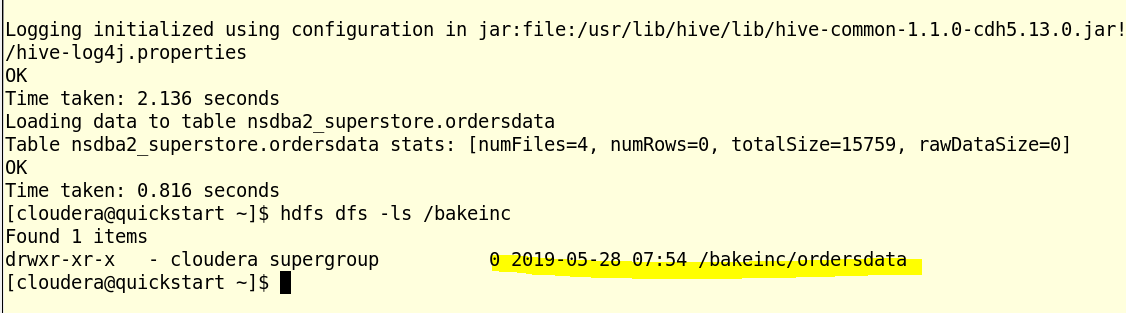 Logging initialized using configuration in jar:file:/usr/lib/hive/lib/hive-common-1.1.0-cdh5.13.0.jar!
/hive-log4j.properties
OK
Time taken: 2.136 seconds
Loading data to table nsdba2_superstore.ordersdata
Table nsdba2_superstore.ordersdata stats: [numFiles=4, numRows=0, totalSize=15759, rawDataSize=0]
OK
Time taken: 0.816 seconds
[cloudera@quickstart ~]$ hdfs dfs -ls /bakeinc
Found 1 items
drwxr-xr-x   - cloudera supergroup          0 2019-05-28 07:54 /bakeinc/ordersdata
[cloudera@quickstart ~]$